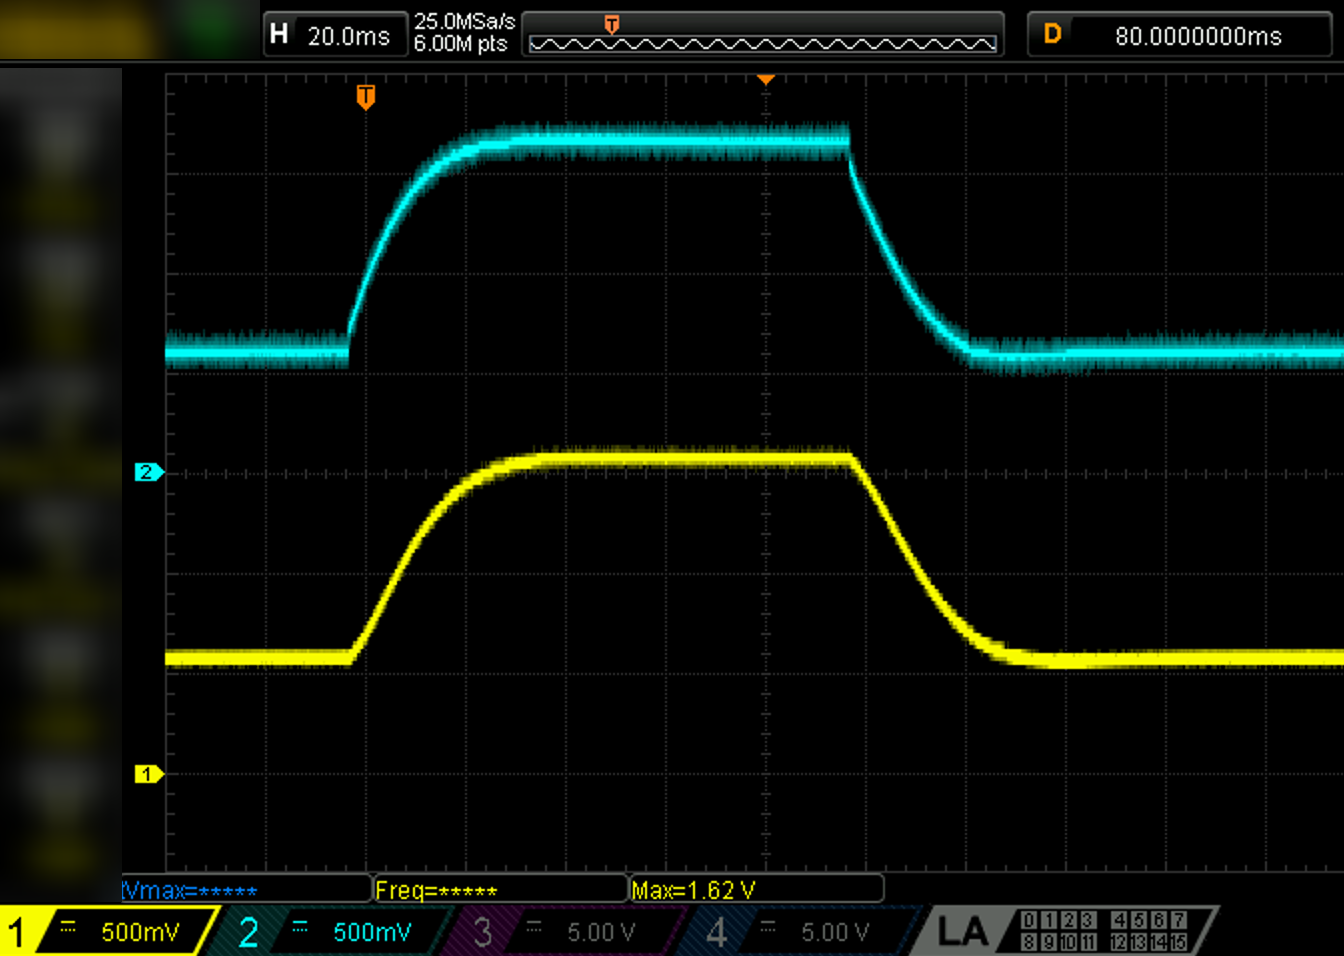 H 20.0ms 25.0MSa/s 6.00M pts T D 80.0000000ms
T
2
1
Vmax=***** Freq=***** Max=1.62 V
1 500mV 2 500mV 3 5.00 V 4 5.00 V LA 0 1 2 3 4 5 6 7
8 9 10 11 12 13 14 15